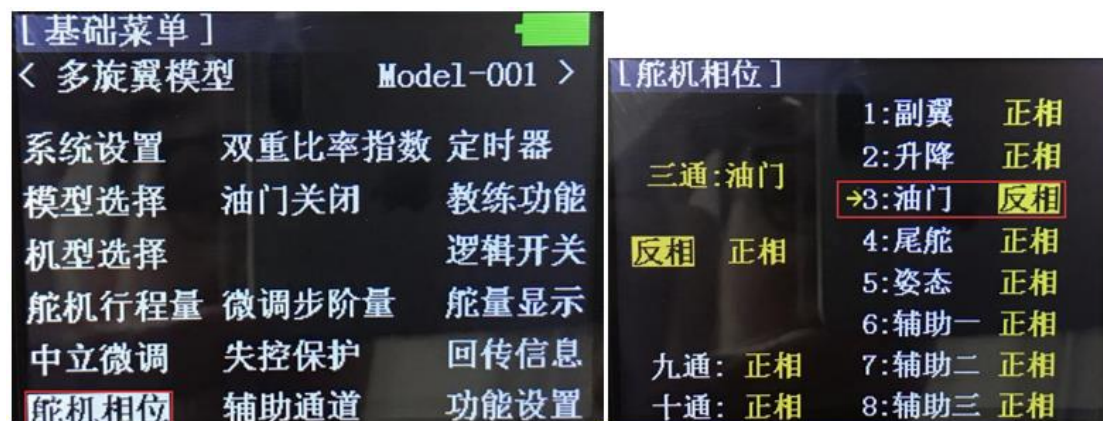 [基础菜单]
< 多旋翼模型 Model-001 >
系统设置 双重比率指数 定时器
模型选择 油门关闭 教练功能
机型选择 逻辑开关
舵机行程量 微调步阶量 舵量显示
中立微调 失控保护 回传信息
舵机相位 辅助通道 功能设置
[舵机相位]
三通:油门
反相 正相
九通: 正相
十通: 正相
1:副翼 正相
2:升降 正相
→3:油门 反相
4:尾舵 正相
5:姿态 正相
6:辅助一 正相
7:辅助二 正相
8:辅助三 正相